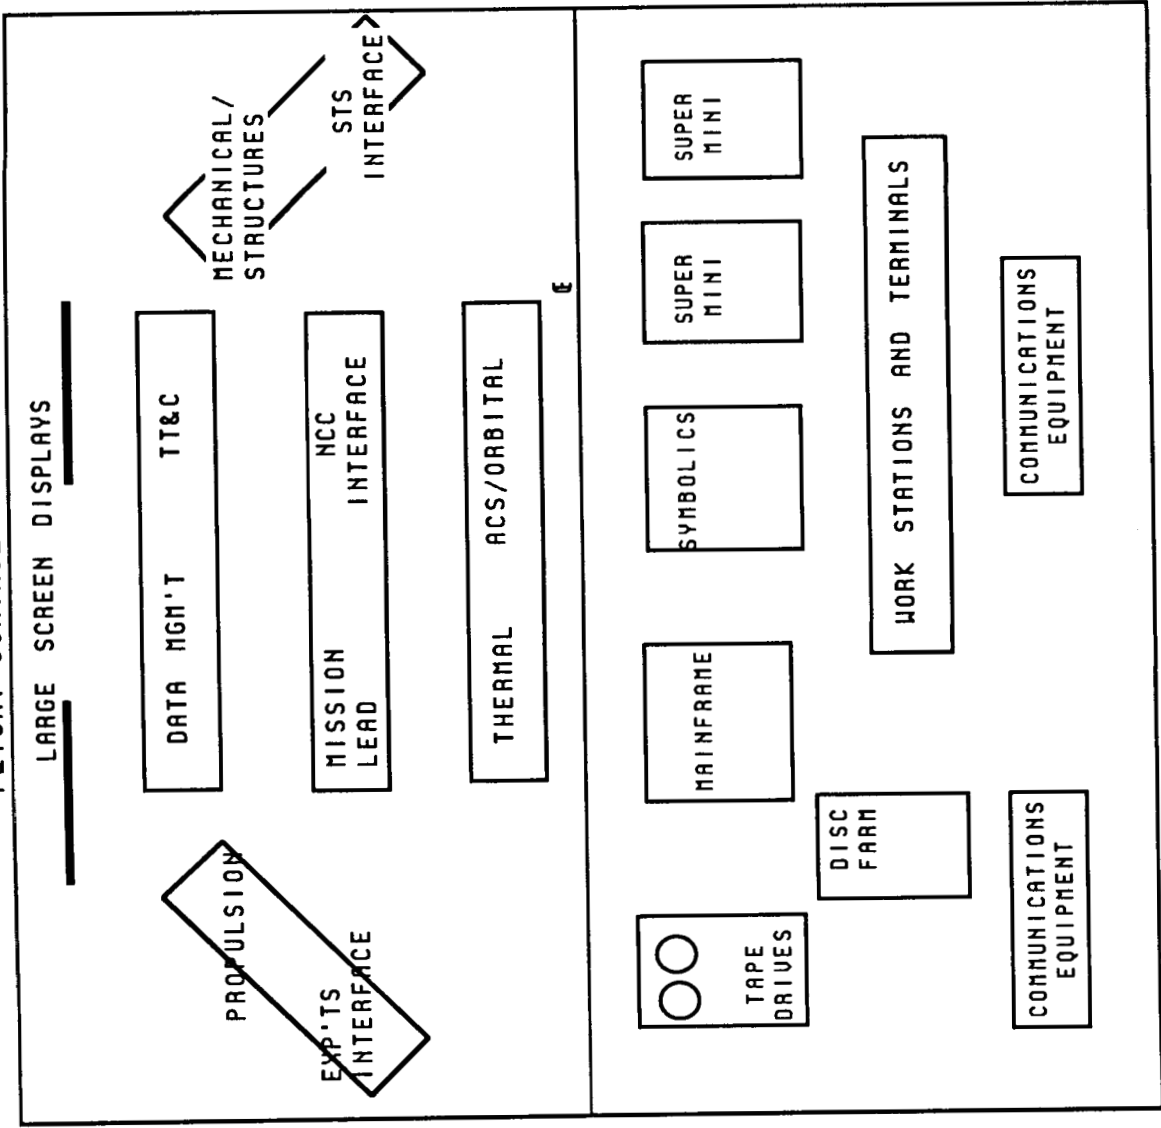 LARGE SCREEN DISPLAYS
DATA MGM'T TT&C
MISSION
LEAD
NCC
INTERFACE
THERMAL ACS/ORBITAL
PROPULSION
EXP'TS
INTERFACE
MECHANICAL/
STRUCTURES
STS
INTERFACE
TAPE
DRIVES
MAINFRAME
SYMBOLICS
SUPER
MINI
SUPER
MINI
DISC
FARM
WORK STATIONS AND TERMINALS
COMMUNICATIONS
EQUIPMENT
COMMUNICATIONS
EQUIPMENT